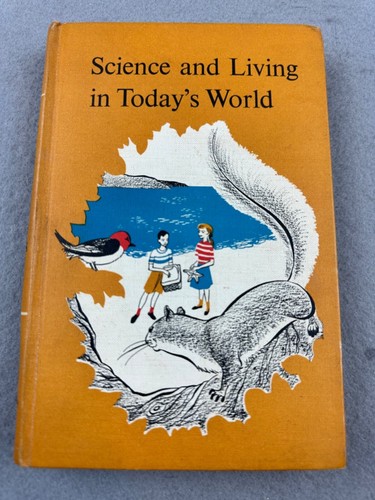 Science and Living
in Today's World